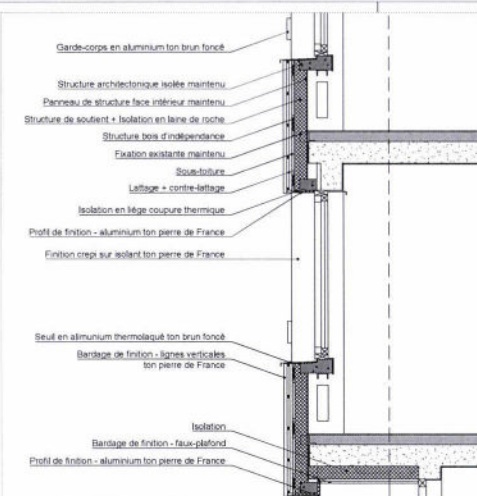 Garde-corps en aluminium ton brun foncé
Structure architectonique isolée maintenu
Panneau de structure face intérieur maintenu
Structure de soutient + Isolation en laine de roche
Structure bois d'indépendance
Fixation existante maintenu
Sous-toiture
Lattage + contre-lattage
Isolation en liège coupure thermique
Profil de finition - aluminium ton pierre de France
Finition crepi sur isolant ton pierre de France
Seuil en alimunium thermolaqué ton brun foncé
Bardage de finition - lignes verticales
ton pierre de France
Isolation
Bardage de finition - faux-plafond
Profil de finition - aluminium ton pierre de France